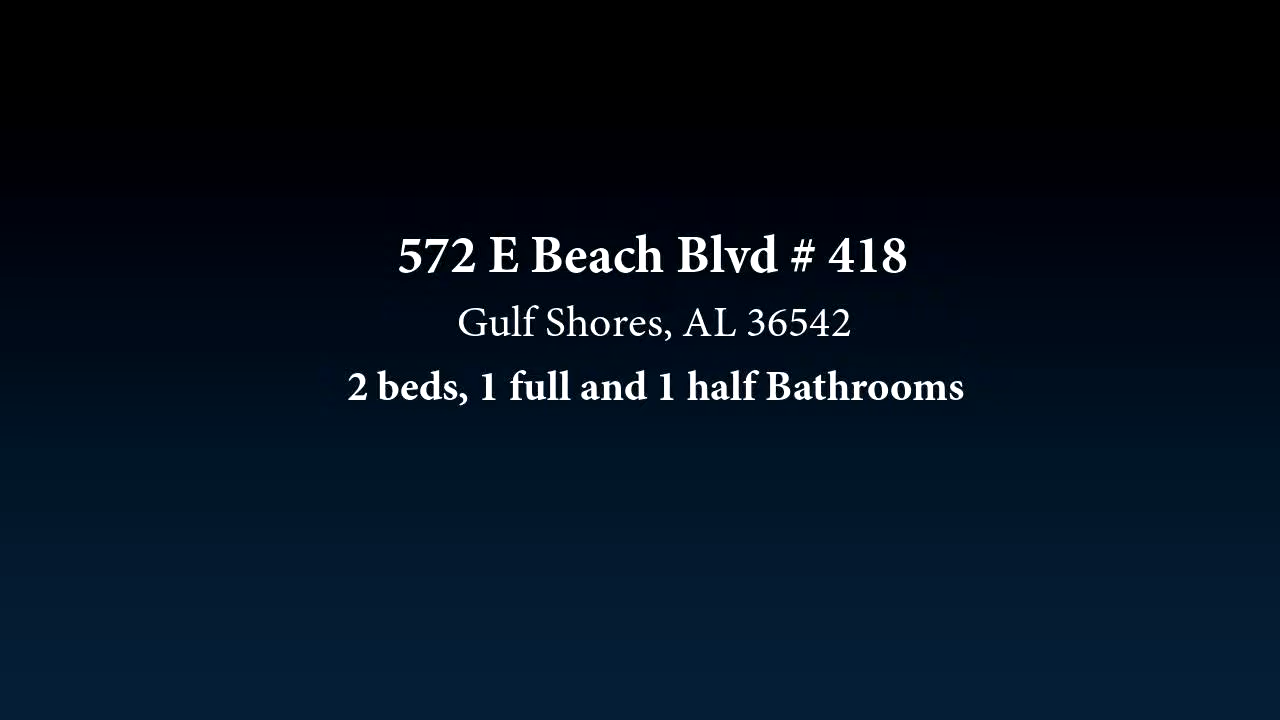 572 E Beach Blvd # 418
Gulf Shores, AL 36542
2 beds, 1 full and 1 half Bathrooms